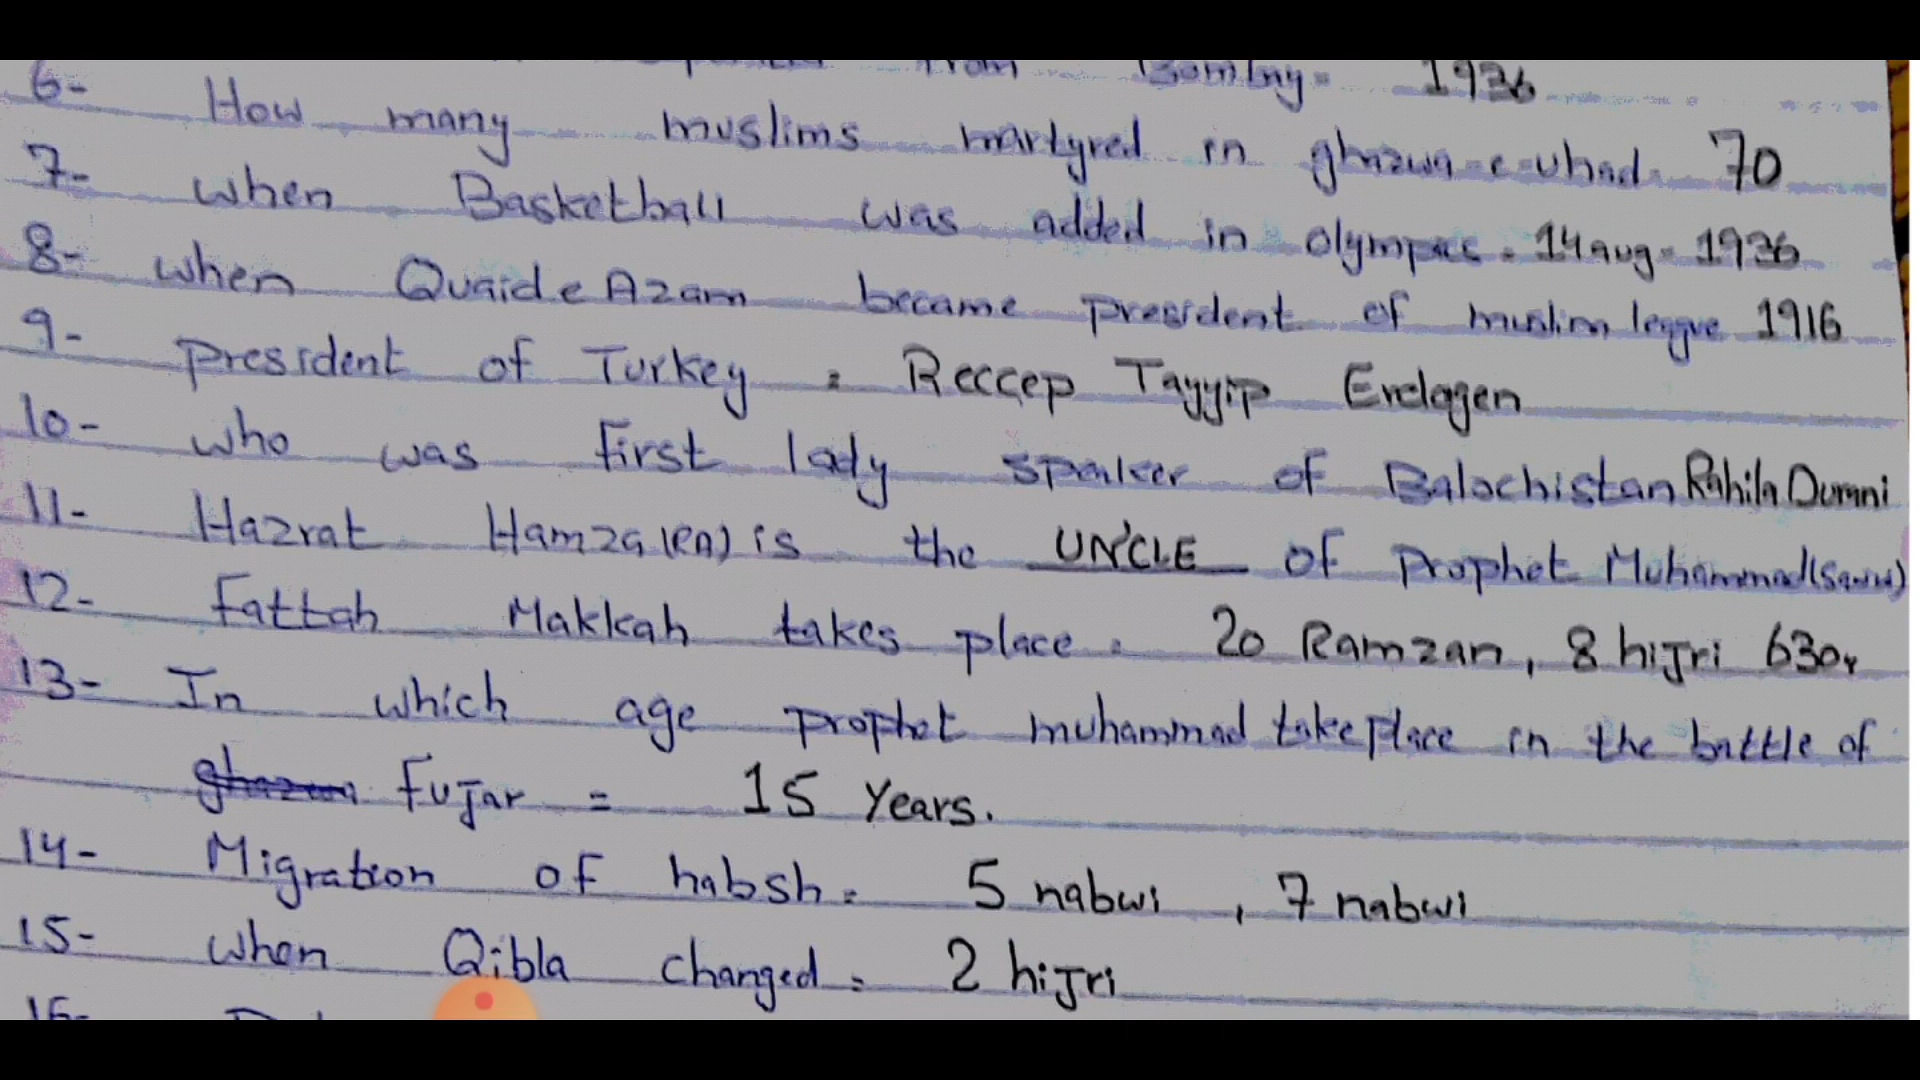 from Bombay= 1936
6- How many muslims martyred in ghazwa-e-uhad. 70
7- when Basketball was added in olympics. 14 aug- 1936
8- when Quaid e Azam became president of muslim legue 1916
9- president of Turkey = Reccep Tayyip Erdogen
10- who was first lady speaker of Balochistan Rahila Durrani
11- Hazrat Hamza (RA) is the UNCLE of Prophet Muhammad (saww)
12- Fattah Makkah takes place = 20 Ramzan, 8 hijri 630
13- In which age prophet muhammad take place in the battle of
Fujar = 15 Years.
14- Migration of habsh = 5 nabwi , 7 nabwi
15- when Qibla changed = 2 hijri
16-